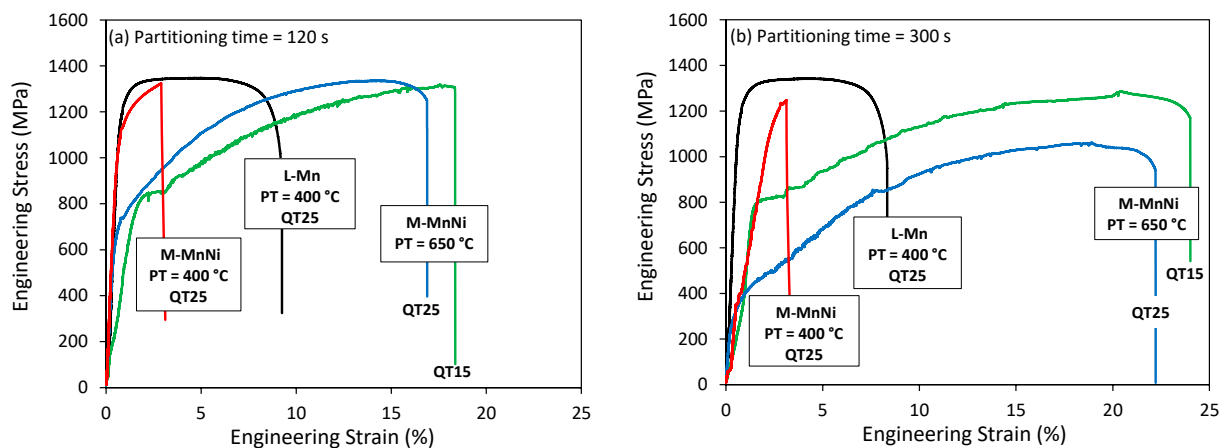 (a) Partitioning time = 120 s
Engineering Stress (MPa)
1600
1400
1200
1000
800
600
400
200
0
L-Mn
PT = 400 °C
QT25
M-MnNi
PT = 650 °C
M-MnNi
PT = 400 °C
QT25
QT25
QT15
0 5 10 15 20 25
Engineering Strain (%)
(b) Partitioning time = 300 s
Engineering Stress (MPa)
1600
1400
1200
1000
800
600
400
200
0
M-MnNi
PT = 650 °C
L-Mn
PT = 400 °C
QT25
QT15
M-MnNi
PT = 400 °C
QT25
QT25
0 5 10 15 20 25
Engineering Strain (%)